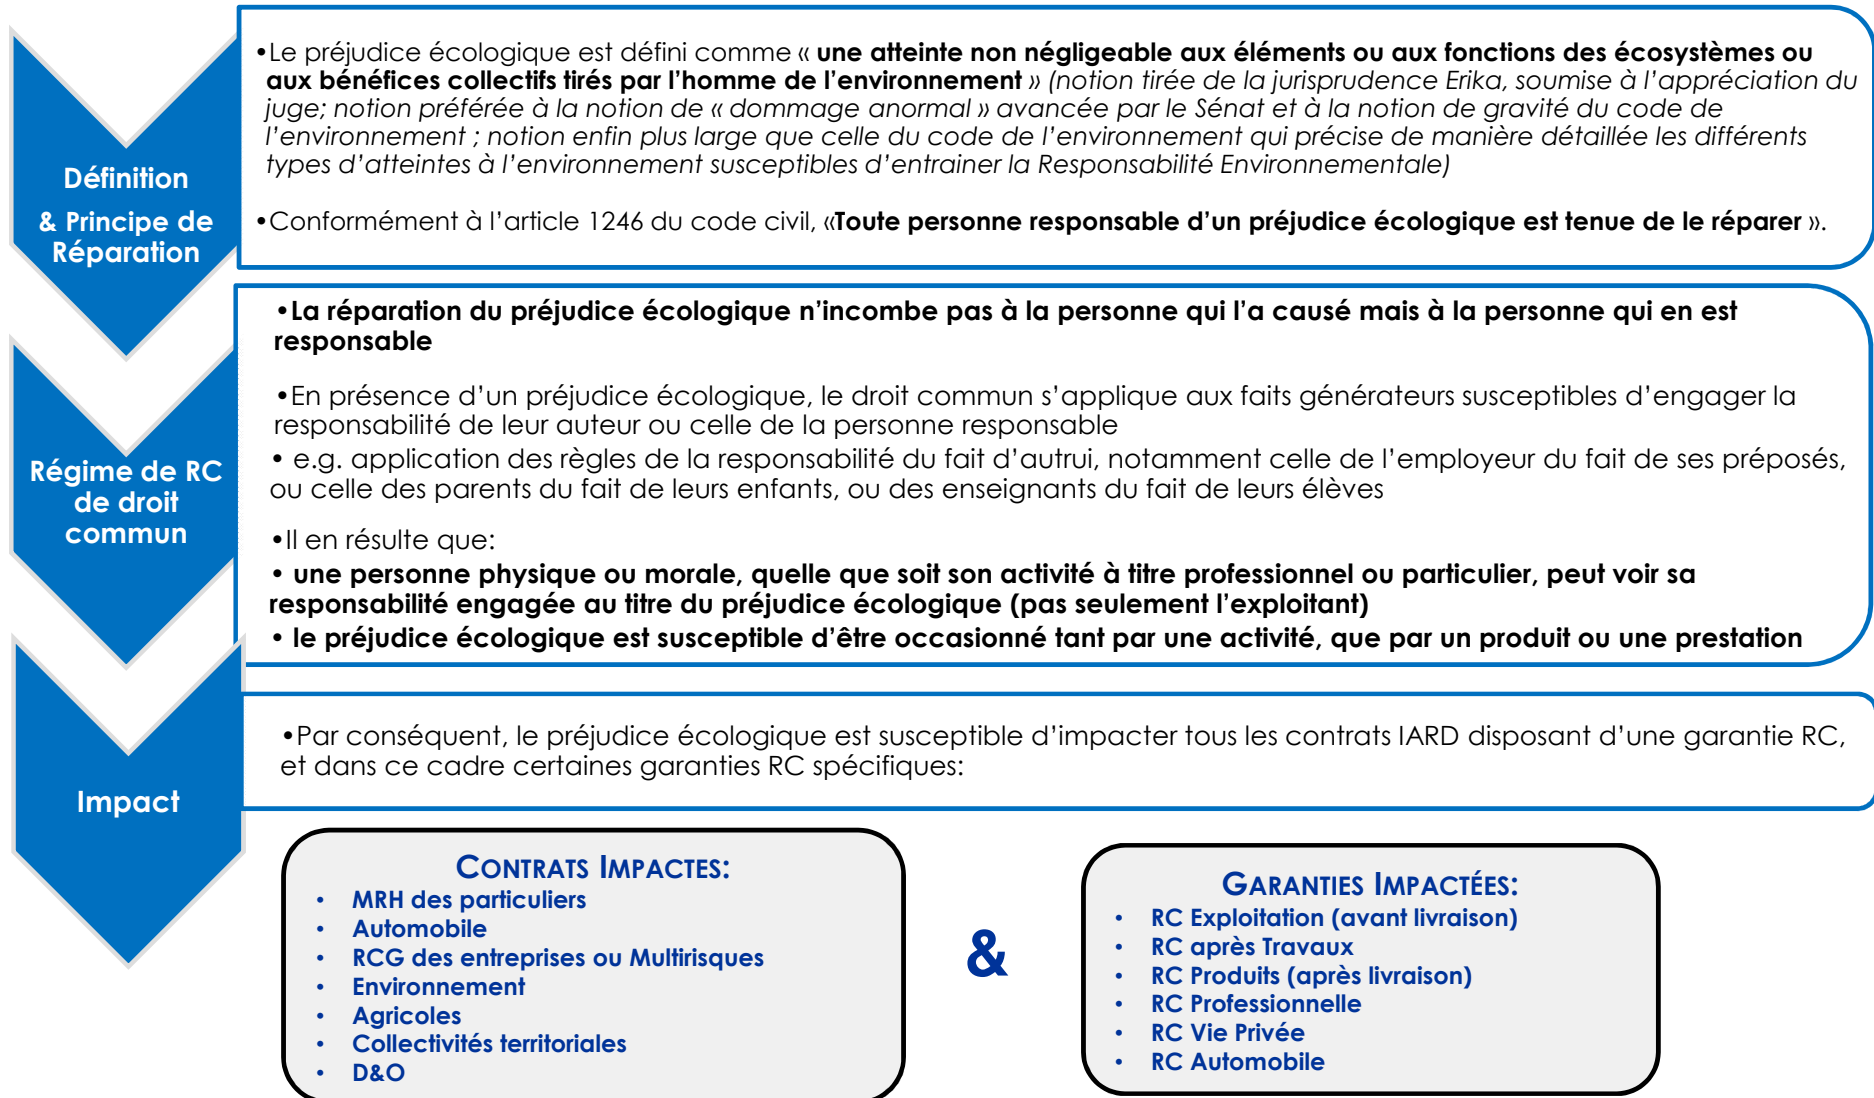 Définition
& Principe de
Réparation
•Le préjudice écologique est défini comme « une atteinte non négligeable aux éléments ou aux fonctions des écosystèmes ou
aux bénéfices collectifs tirés par l’homme de l’environnement » (notion tirée de la jurisprudence Erika, soumise à l’appréciation du
juge; notion préférée à la notion de « dommage anormal » avancée par le Sénat et à la notion de gravité du code de
l’environnement ; notion enfin plus large que celle du code de l’environnement qui précise de manière détaillée les différents
types d’atteintes à l’environnement susceptibles d’entrainer la Responsabilité Environnementale)
•Conformément à l’article 1246 du code civil, «Toute personne responsable d’un préjudice écologique est tenue de le réparer ».
Régime de RC
de droit
commun
•La réparation du préjudice écologique n’incombe pas à la personne qui l’a causé mais à la personne qui en est
responsable
•En présence d’un préjudice écologique, le droit commun s’applique aux faits générateurs susceptibles d’engager la
responsabilité de leur auteur ou celle de la personne responsable
• e.g. application des règles de la responsabilité du fait d’autrui, notamment celle de l’employeur du fait de ses préposés,
ou celle des parents du fait de leurs enfants, ou des enseignants du fait de leurs élèves
•Il en résulte que:
• une personne physique ou morale, quelle que soit son activité à titre professionnel ou particulier, peut voir sa
responsabilité engagée au titre du préjudice écologique (pas seulement l’exploitant)
• le préjudice écologique est susceptible d’être occasionné tant par une activité, que par un produit ou une prestation
Impact
•Par conséquent, le préjudice écologique est susceptible d’impacter tous les contrats IARD disposant d’une garantie RC,
et dans ce cadre certaines garanties RC spécifiques:
CONTRATS IMPACTES:
• MRH des particuliers
• Automobile
• RCG des entreprises ou Multirisques
• Environnement
• Agricoles
• Collectivités territoriales
• D&O
&
GARANTIES IMPACTÉES:
• RC Exploitation (avant livraison)
• RC après Travaux
• RC Produits (après livraison)
• RC Professionnelle
• RC Vie Privée
• RC Automobile